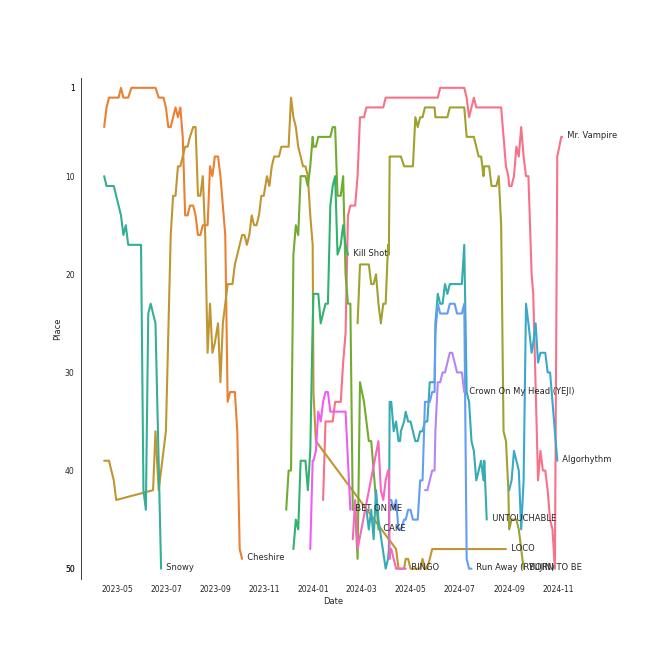 1
10
20
30
40
50
Place
Mr. Vampire
Kill Shot
Crown On My Head (YEJI)
Algorhythm
BET ON ME
UNTOUCHABLE
CAKE
LOCO
Cheshire
Snowy
RINGO
Run Away (RYUJIN)
BORN TO BE
2023-05 2023-07 2023-09 2023-11 2024-01 2024-03 2024-05 2024-07 2024-09 2024-11
Date